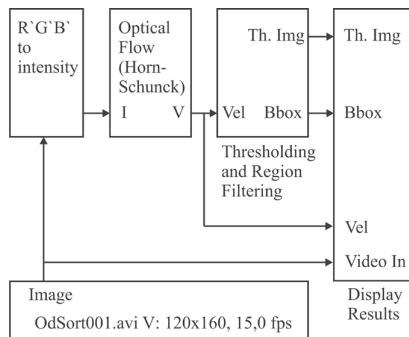 R`G`B`
to
intensity
Optical
Flow
(Horn-
Schunck)
I V
Th. Img
Vel Bbox
Thresholding
and Region
Filtering
Th. Img
Bbox
Vel
Video In
Display
Results
Image
OdSort001.avi V: 120x160, 15,0 fps